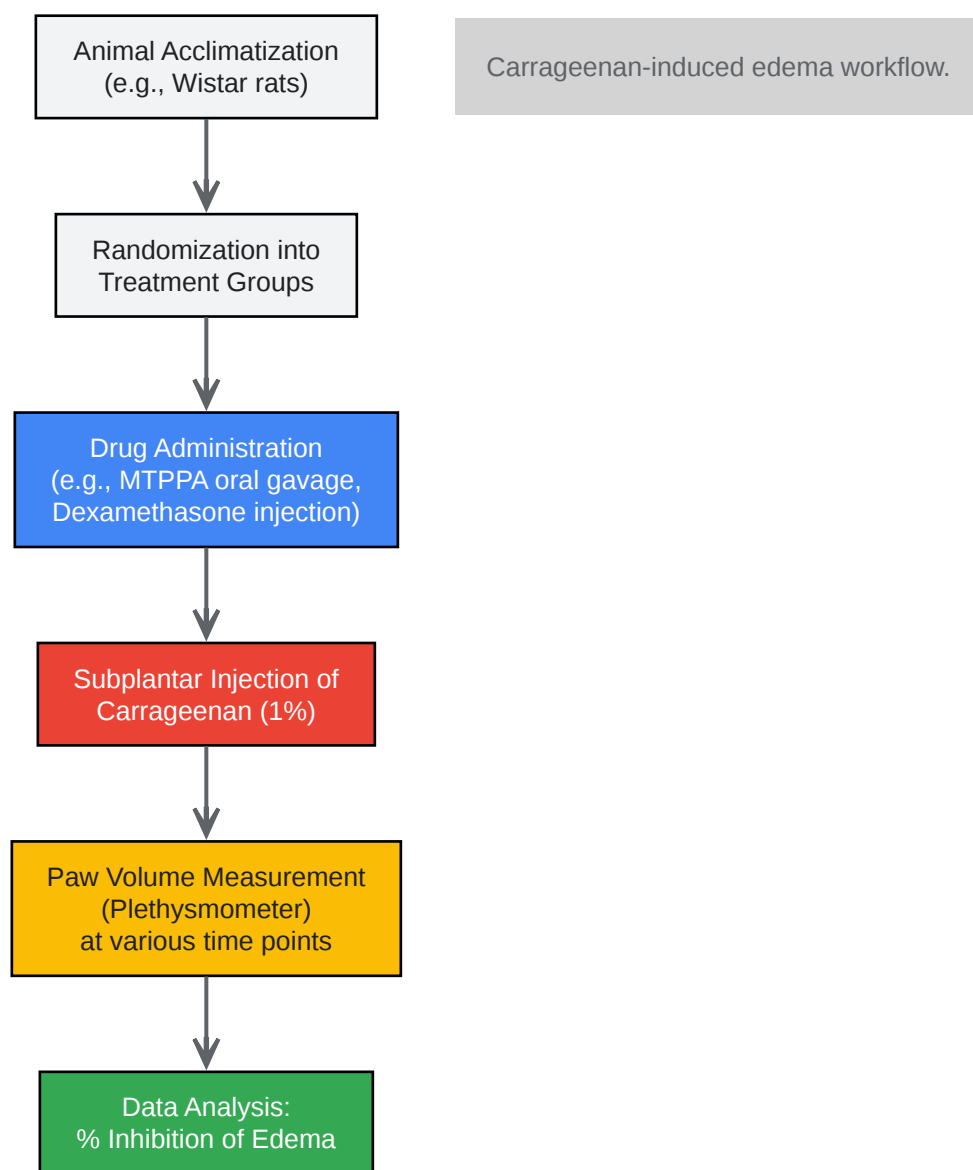 Animal Acclimatization
(e.g., Wistar rats)
Carrageenan-induced edema workflow.
Randomization into
Treatment Groups
Drug Administration
(e.g., MTPPA oral gavage,
Dexamethasone injection)
Subplantar Injection of
Carrageenan (1%)
Paw Volume Measurement
(Plethysmometer)
at various time points
Data Analysis:
% Inhibition of Edema